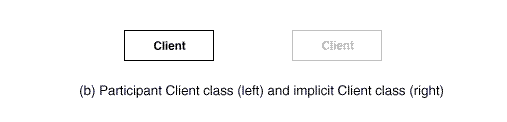 Client Client
(b) Participant Client class (left) and implicit Client class (right)